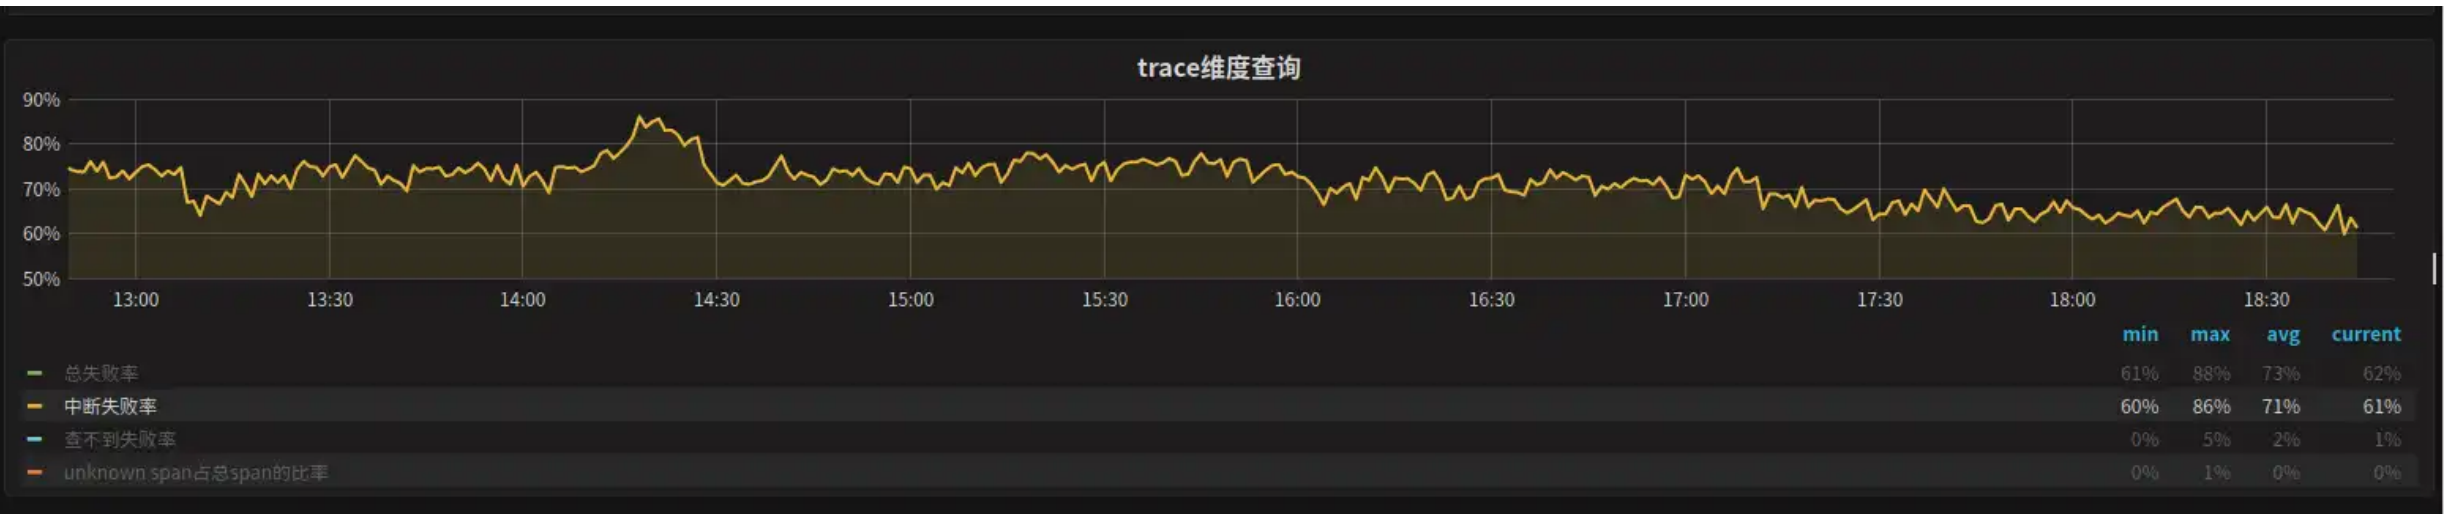 trace维度查询
90%
80%
70%
60%
50%
13:00 13:30 14:00 14:30 15:00 15:30 16:00 16:30 17:00 17:30 18:00 18:30
min max avg current
总失败率 61% 88% 73% 62%
中断失败率 60% 86% 71% 61%
查不到失败率 0% 5% 2% 1%
unknown span占总span的比率 0% 1% 0% 0%